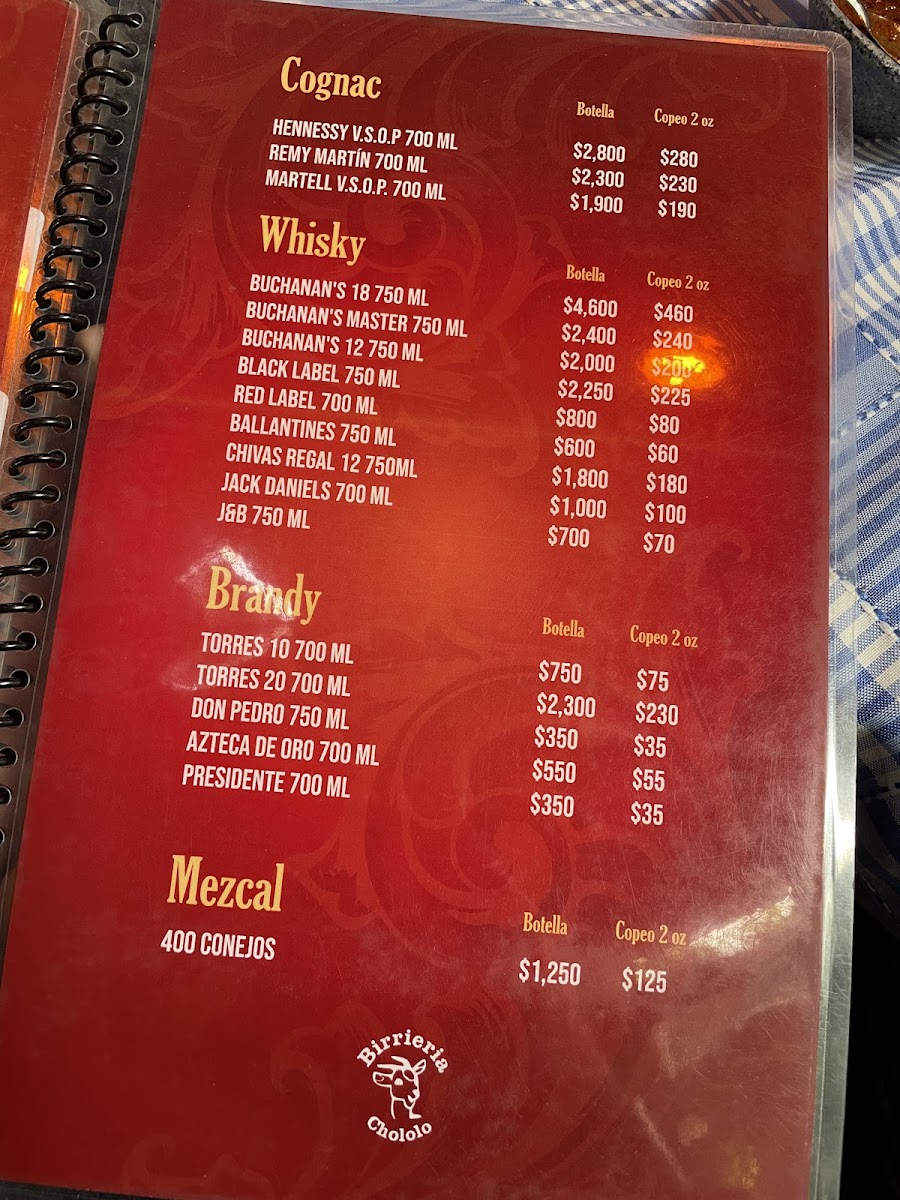 Cognac
Botella Copeo 2 oz
HENNESSY V.S.O.P 700 ML $2,800 $280
REMY MARTÍN 700 ML $2,300 $230
MARTELL V.S.O.P. 700 ML $1,900 $190
Whisky
Botella Copeo 2 oz
BUCHANAN'S 18 750 ML $4,600 $460
BUCHANAN'S MASTER 750 ML $2,400 $240
BUCHANAN'S 12 750 ML $2,000 $200
BLACK LABEL 750 ML $2,250 $225
RED LABEL 700 ML $800 $80
BALLANTINES 750 ML $600 $60
CHIVAS REGAL 12 750ML $1,800 $180
JACK DANIELS 700 ML $1,000 $100
J&B 750 ML $700 $70
Brandy
Botella Copeo 2 oz
TORRES 10 700 ML $750 $75
TORRES 20 700 ML $2,300 $230
DON PEDRO 750 ML $350 $35
AZTECA DE ORO 700 ML $550 $55
PRESIDENTE 700 ML $350 $35
Mezcal
Botella Copeo 2 oz
400 CONEJOS $1,250 $125
Birrieria
Chololo